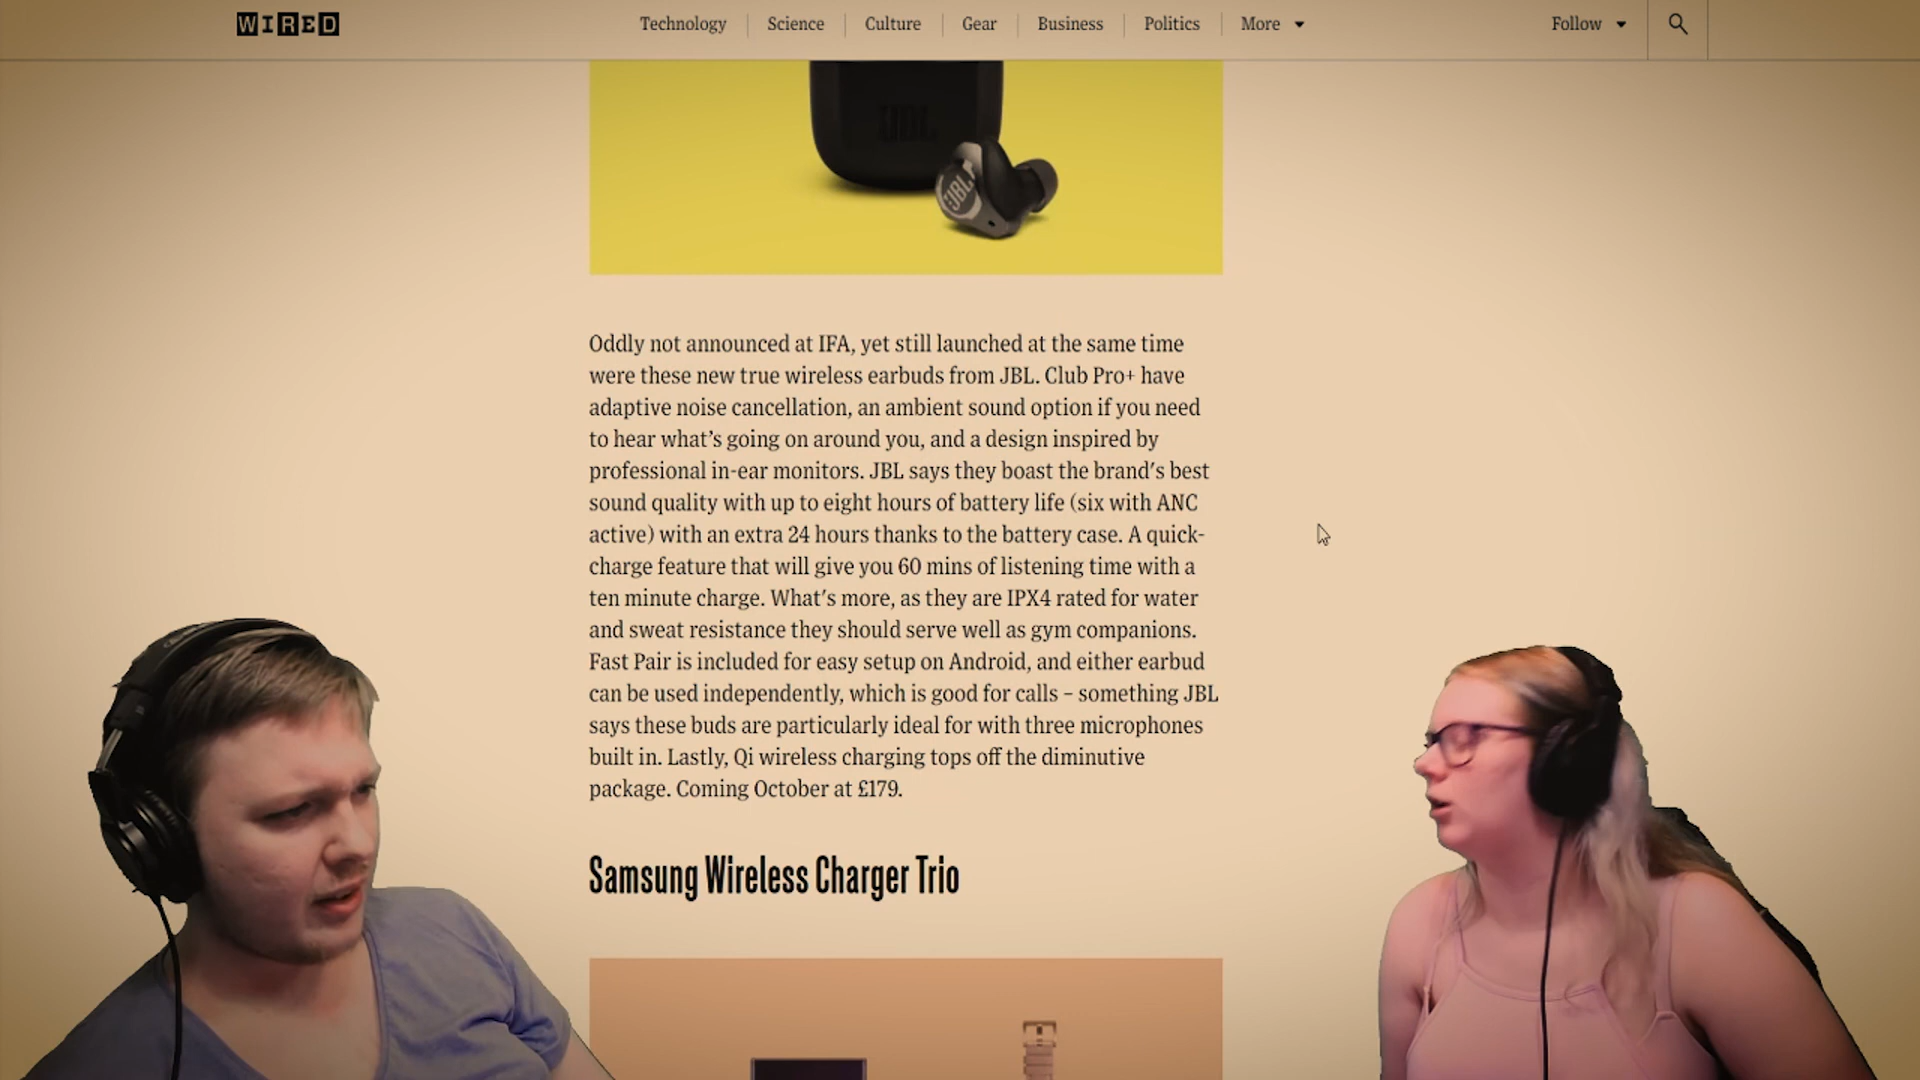 WIRED
Technology
Science
Culture
Gear
Business
Politics
More
Follow
JBL
JBL
Oddly not announced at IFA, yet still launched at the same time
were these new true wireless earbuds from JBL. Club Pro+ have
adaptive noise cancellation, an ambient sound option if you need
to hear what’s going on around you, and a design inspired by
professional in-ear monitors. JBL says they boast the brand's best
sound quality with up to eight hours of battery life (six with ANC
active) with an extra 24 hours thanks to the battery case. A quick-
charge feature that will give you 60 mins of listening time with a
ten minute charge. What's more, as they are IPX4 rated for water
and sweat resistance they should serve well as gym companions.
Fast Pair is included for easy setup on Android, and either earbud
can be used independently, which is good for calls – something JBL
says these buds are particularly ideal for with three microphones
built in. Lastly, Qi wireless charging tops off the diminutive
package. Coming October at £179.
Samsung Wireless Charger Trio